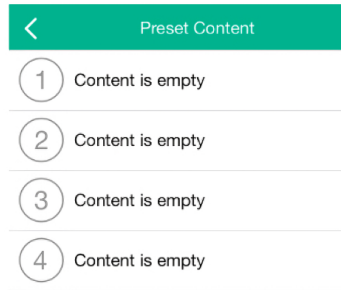 Preset Content
1 Content is empty
2 Content is empty
3 Content is empty
4 Content is empty